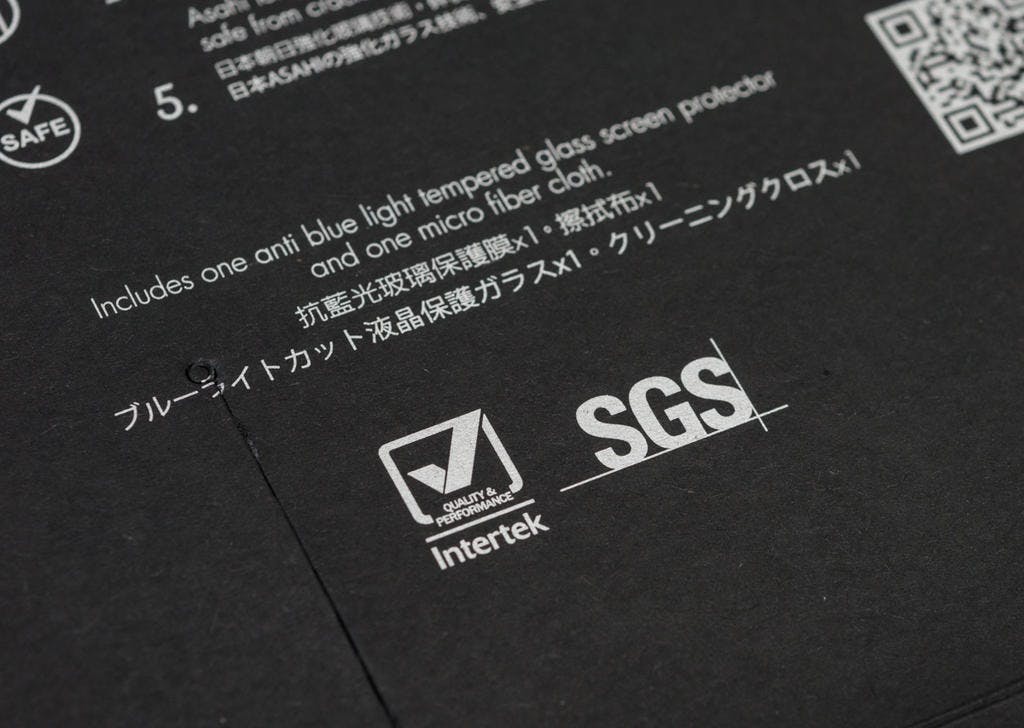 Asahi
safe from
日本朝日強化玻璃技術，
日本ASAHIの強化ガラス技術、
5.
SAFE
Includes one anti blue light tempered glass screen protector
and one micro fiber cloth.
抗藍光玻璃保護膜x1。擦拭布x1
ブルーライトカット液晶保護ガラスx1。クリーニングクロスx1
QUALITY &
PERFORMANCE
Intertek
SGS